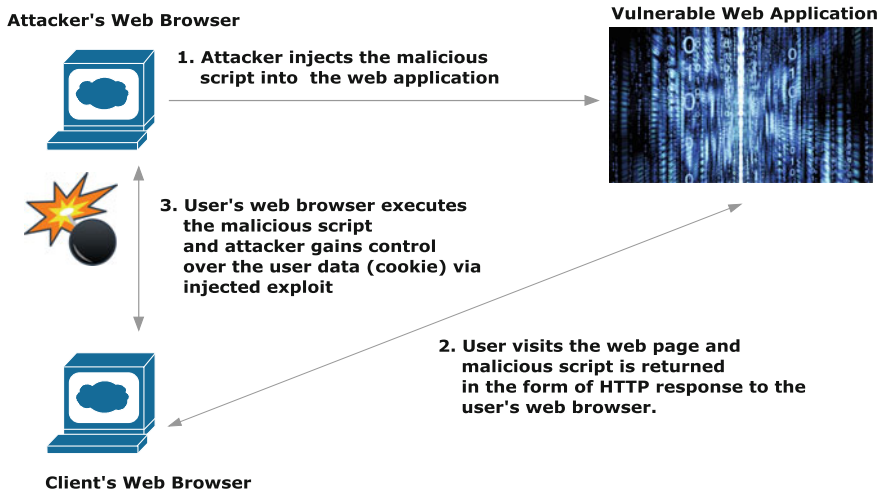 Attacker's Web Browser
Vulnerable Web Application
1. Attacker injects the malicious
script into the web application
3. User's web browser executes
the malicious script
and attacker gains control
over the user data (cookie) via
injected exploit
2. User visits the web page and
malicious script is returned
in the form of HTTP response to the
user's web browser.
Client's Web Browser